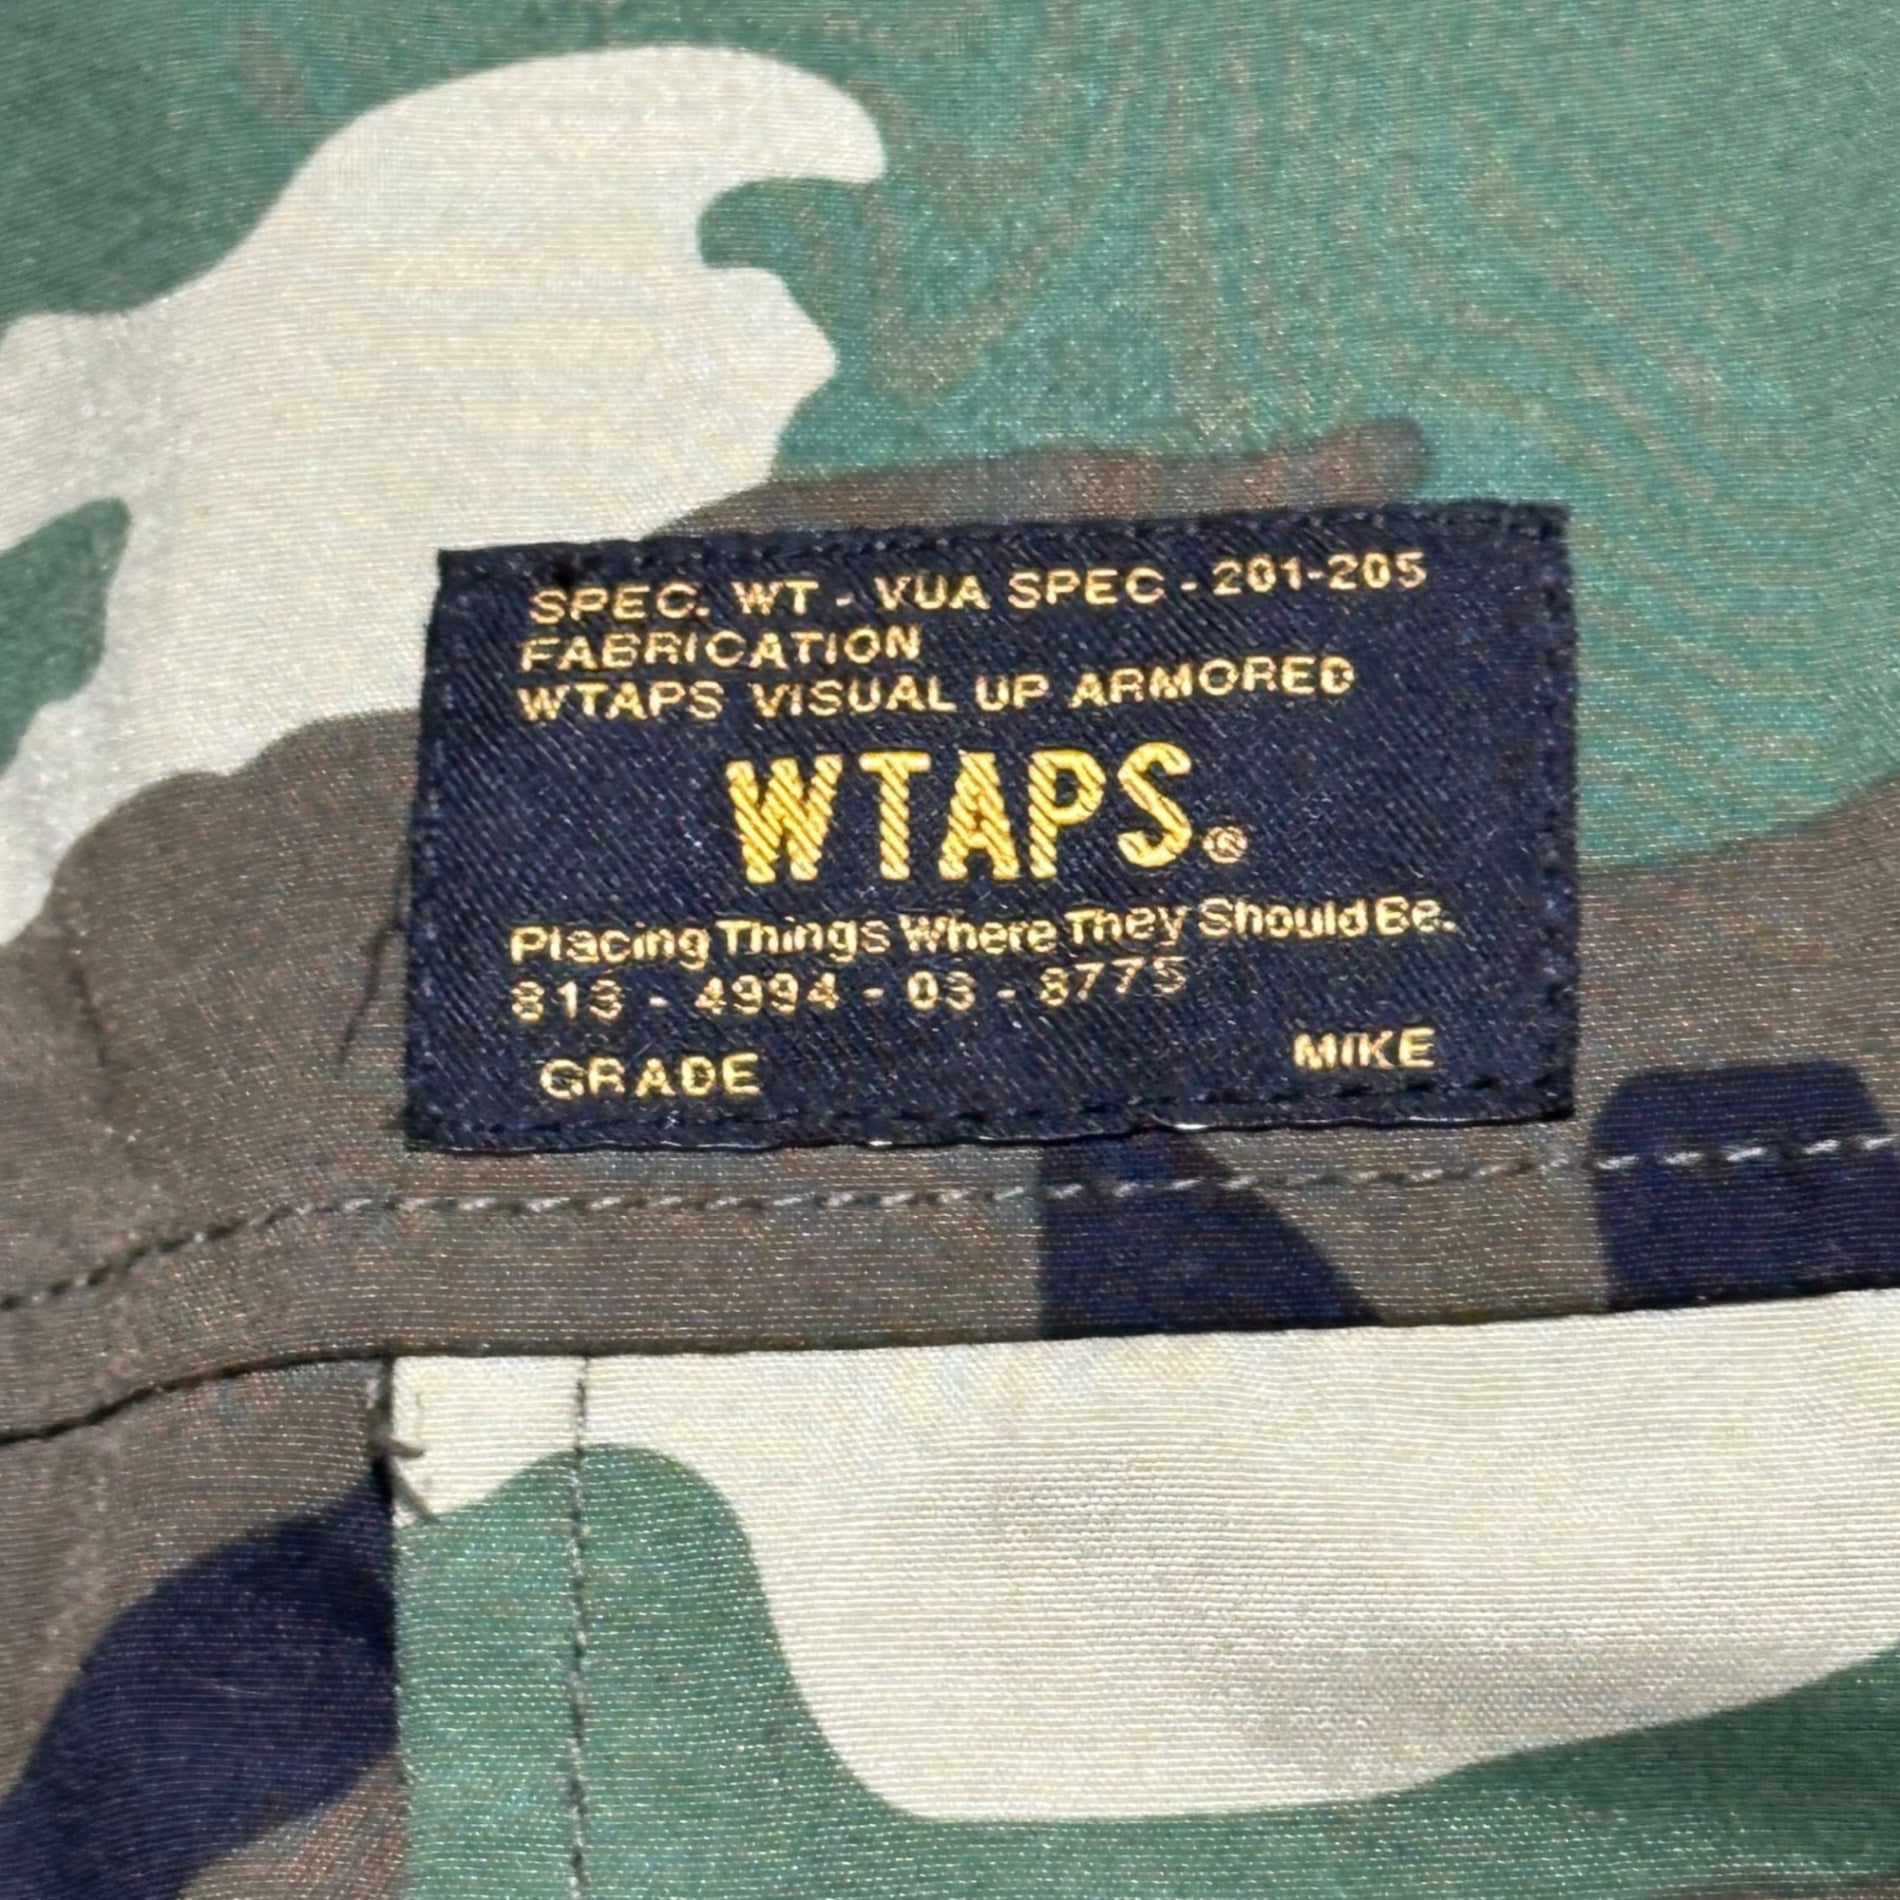 SPEC. WT - VUA SPEC - 201-205
FABRICATION
WTAPS VISUAL UP ARMORED
WTAPS.®
Placing Things Where They Should Be.
813 - 4994 - 03 - 8775
GRADE MIKE